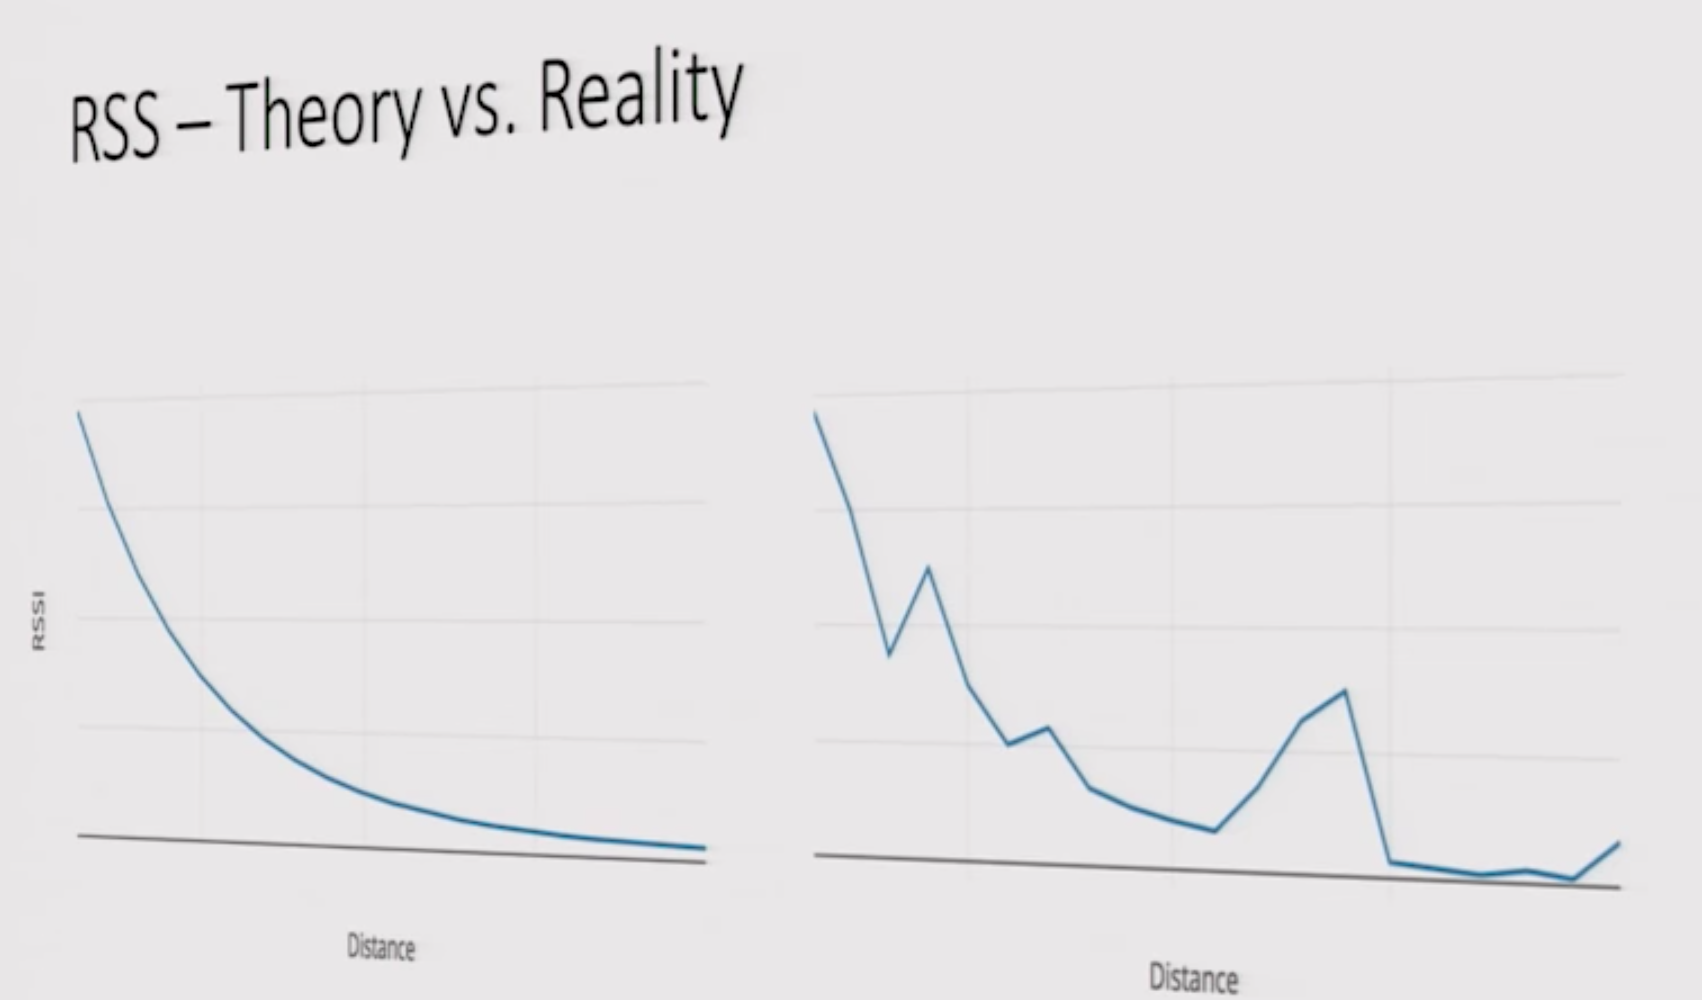 RSS – Theory vs. Reality
RSSI
Distance
Distance